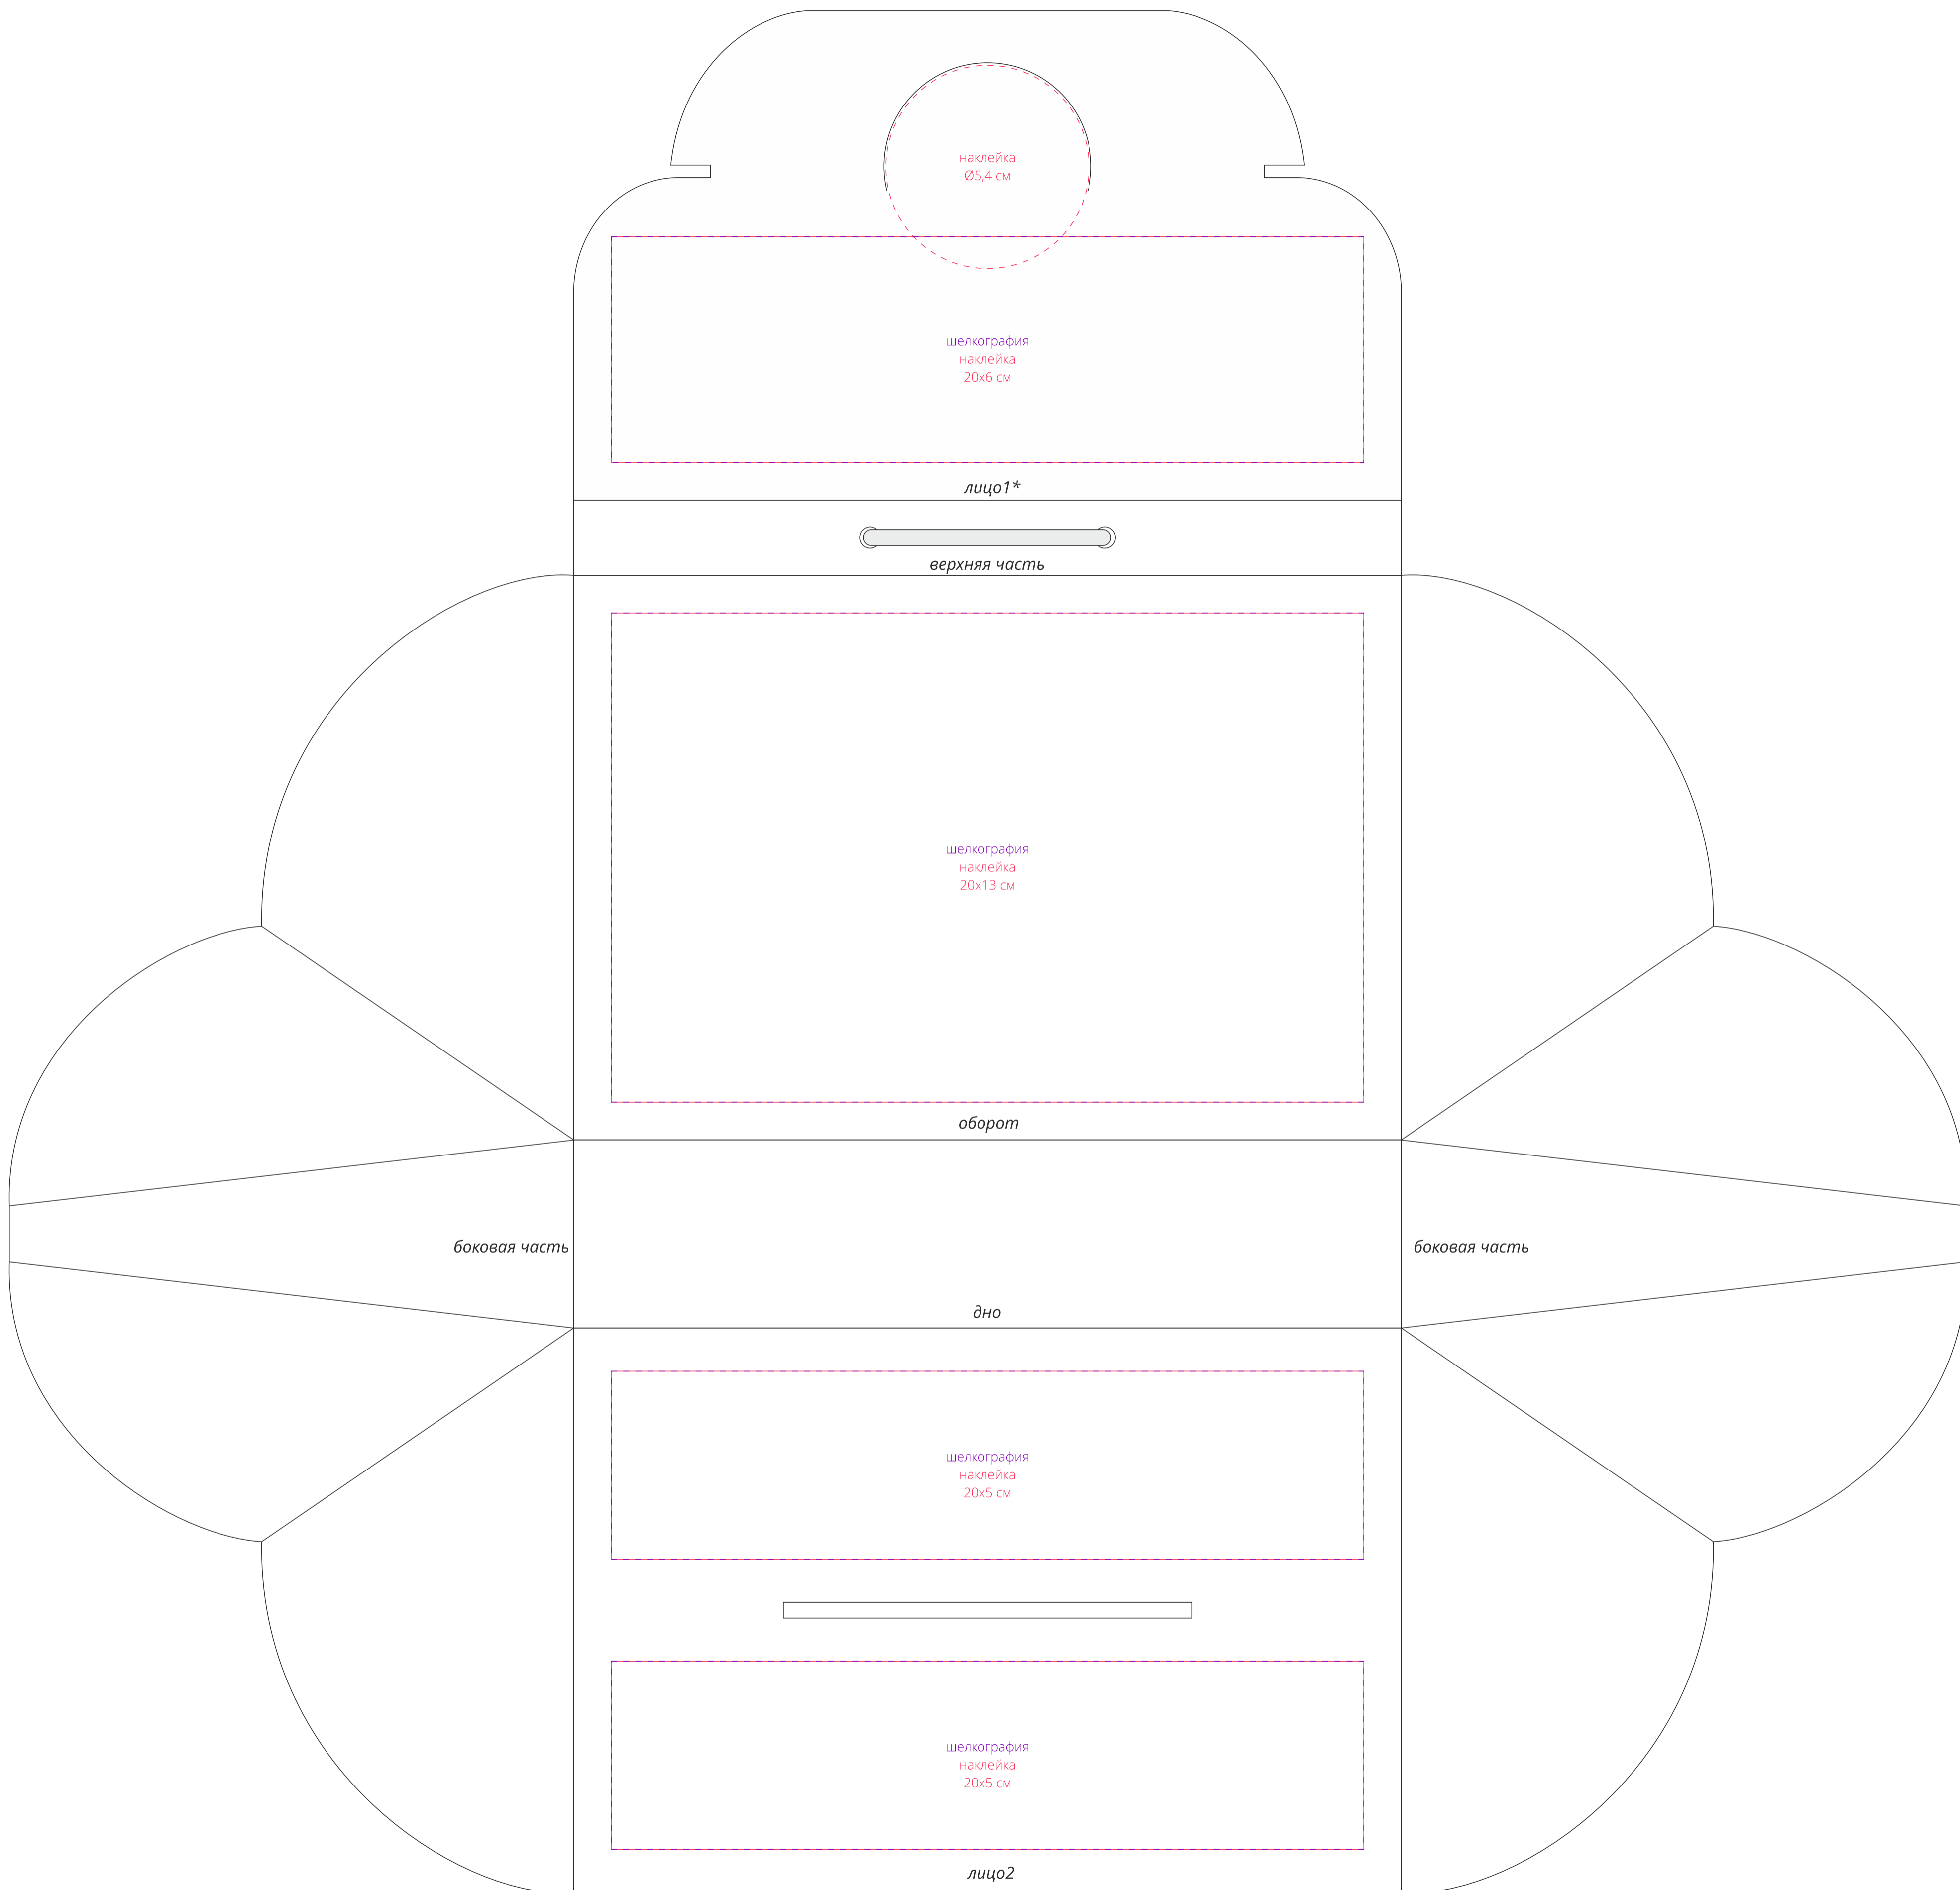 наклейка
Ø5,4 см
шелкография
наклейка
20х6 см
лицо1*
верхняя часть
шелкография
наклейка
20х13 см
оборот
боковая часть
боковая часть
дно
шелкография
наклейка
20х5 см
шелкография
наклейка
20х5 см
лицо2